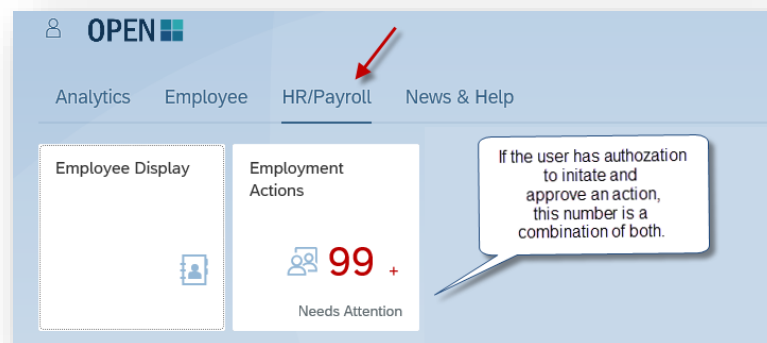 OPEN
Analytics Employee HR/Payroll News & Help
Employee Display
Employment
Actions
99 +
Needs Attention
If the user has authozation
to initate and
approve an action,
this number is a
combination of both.